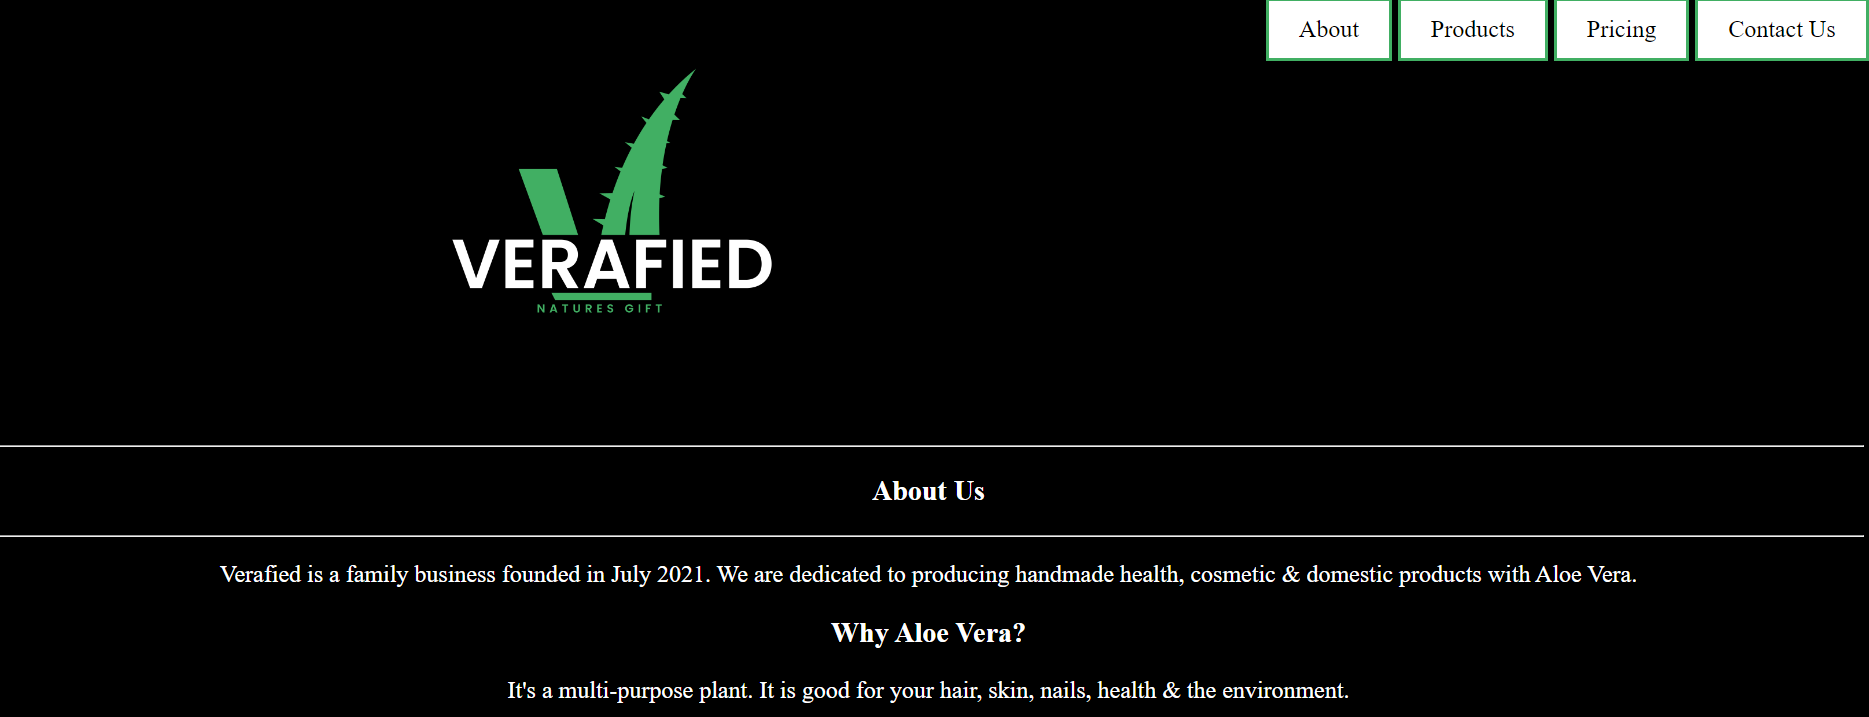 About Products Pricing Contact Us
VERAFIED
NATURES GIFT
About Us
Verafied is a family business founded in July 2021. We are dedicated to producing handmade health, cosmetic & domestic products with Aloe Vera.
Why Aloe Vera?
It's a multi-purpose plant. It is good for your hair, skin, nails, health & the environment.